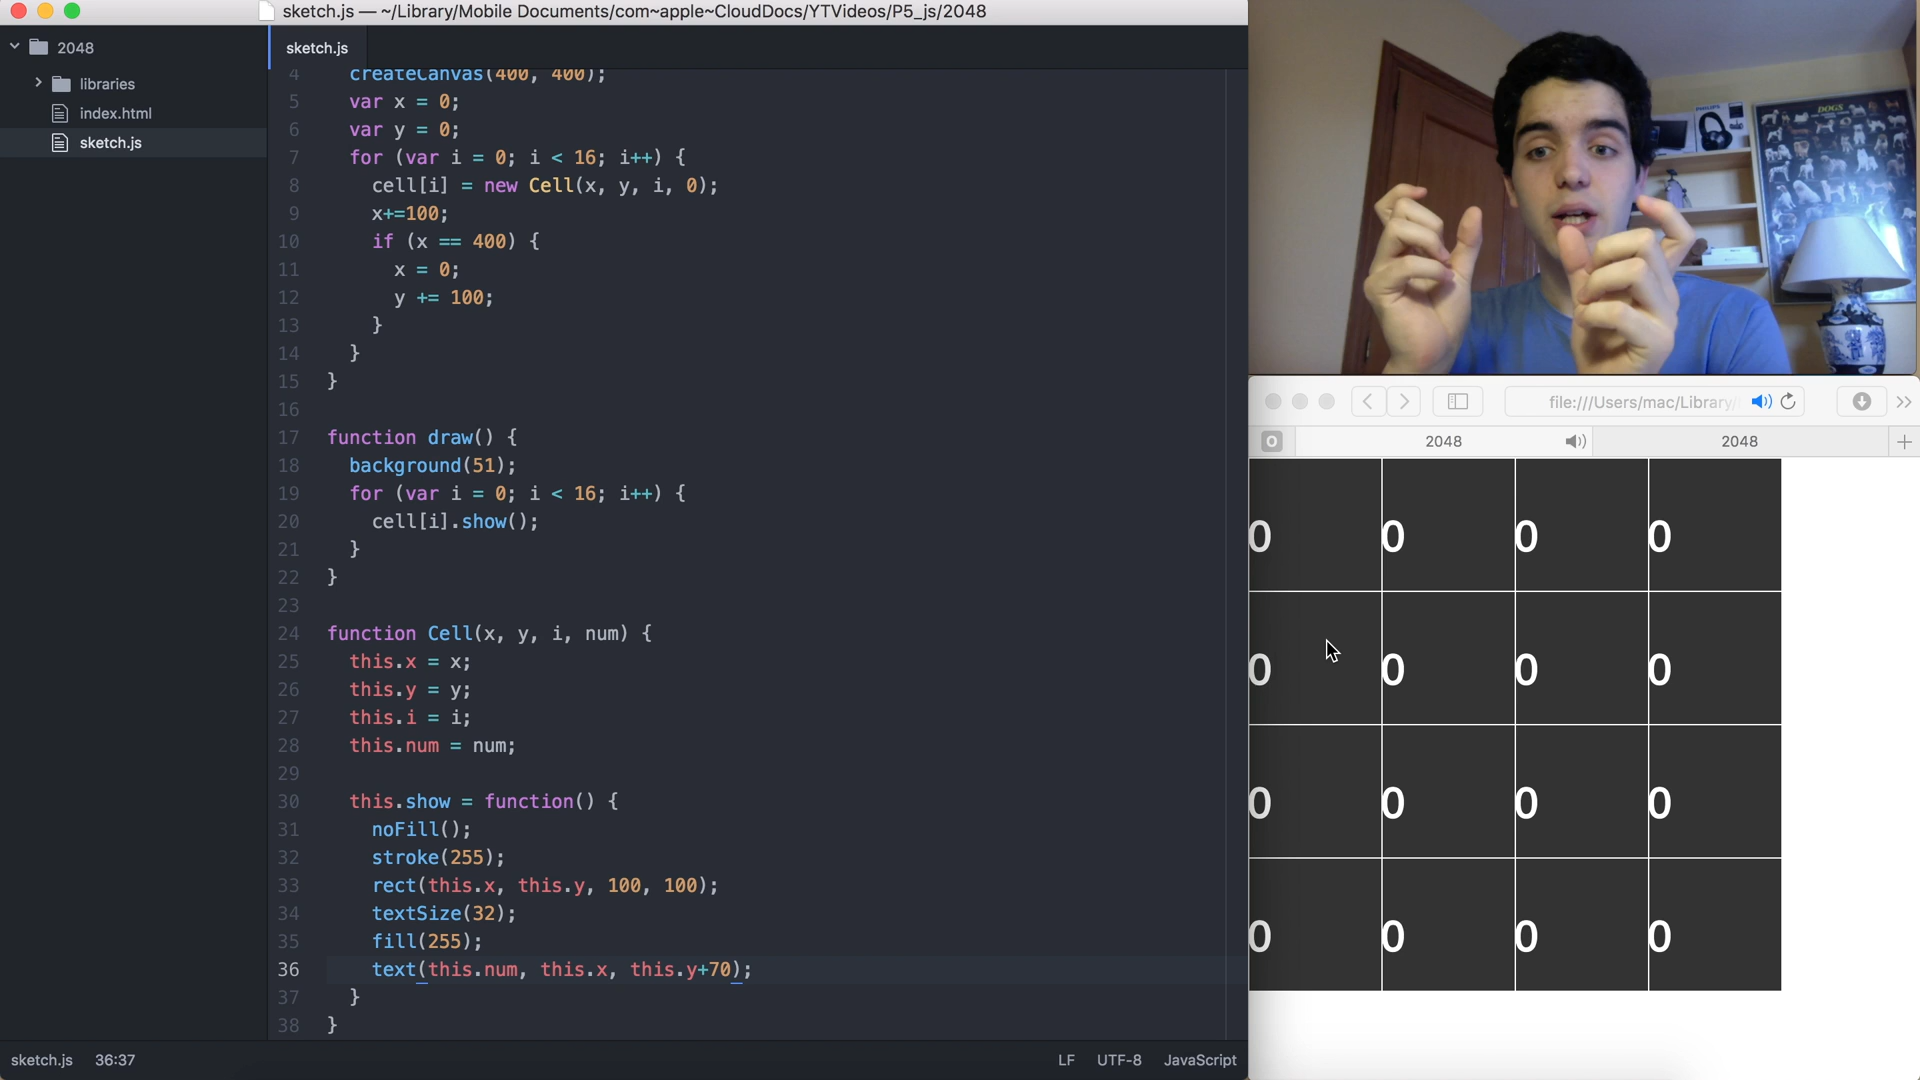 sketch.js — ~/Library/Mobile Documents/com~apple~CloudDocs/YTVideos/P5_js/2048
2048
libraries
index.html
sketch.js
sketch.js
4 createCanvas(400, 400);
5 var x = 0;
6 var y = 0;
7 for (var i = 0; i < 16; i++) {
8 cell[i] = new Cell(x, y, i, 0);
9 x+=100;
10 if (x == 400) {
11 x = 0;
12 y += 100;
13 }
14 }
15 }
16
17 function draw() {
18 background(51);
19 for (var i = 0; i < 16; i++) {
20 cell[i].show();
21 }
22 }
23
24 function Cell(x, y, i, num) {
25 this.x = x;
26 this.y = y;
27 this.i = i;
28 this.num = num;
29
30 this.show = function() {
31 noFill();
32 stroke(255);
33 rect(this.x, this.y, 100, 100);
34 textSize(32);
35 fill(255);
36 text(this.num, this.x, this.y+70);
37 }
38 }
sketch.js 36:37 LF UTF-8 JavaScript
PHILIPS
DOGS
file:///Users/mac/Library/
O 2048 2048
0 0 0 0
0 0 0 0
0 0 0 0
0 0 0 0